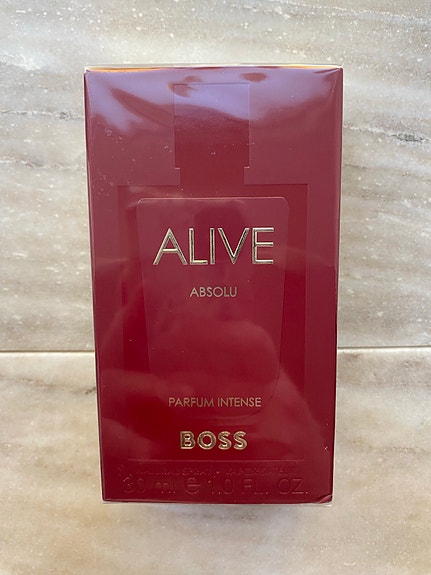 ALIVE
ABSOLU
PARFUM INTENSE
BOSS
30 ml ℮ 1.0 FL. OZ.